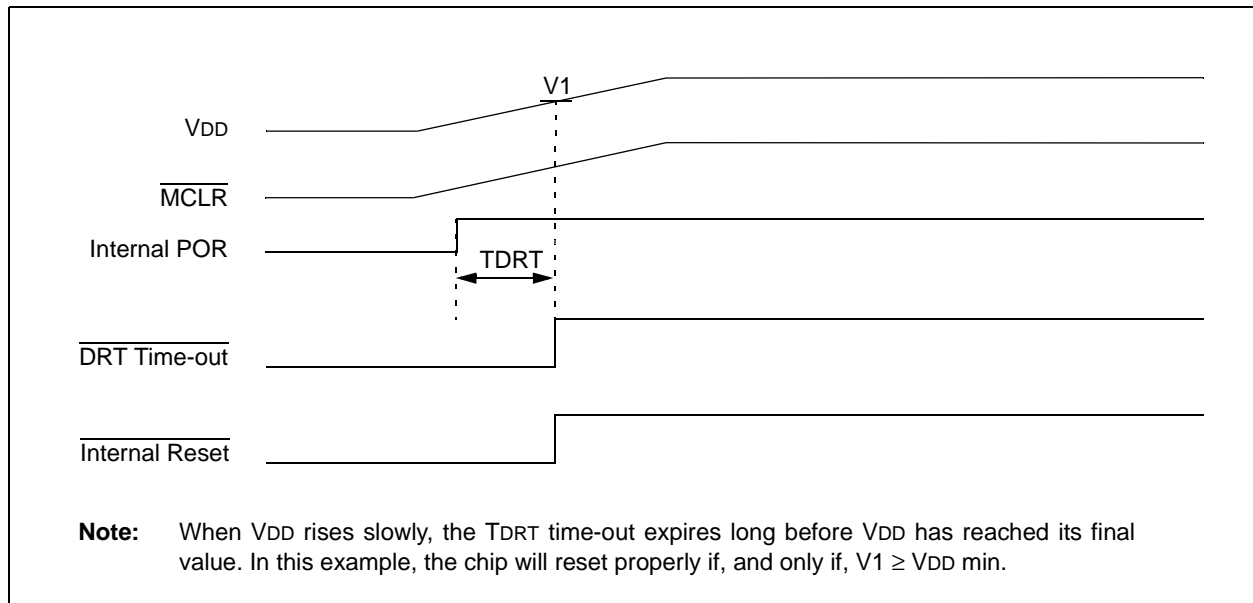 V1
VDD
MCLR
Internal POR
TDRT
DRT Time-out
Internal Reset
Note: When VDD rises slowly, the TDRT time-out expires long before VDD has reached its final
value. In this example, the chip will reset properly if, and only if, V1 ≥ VDD min.